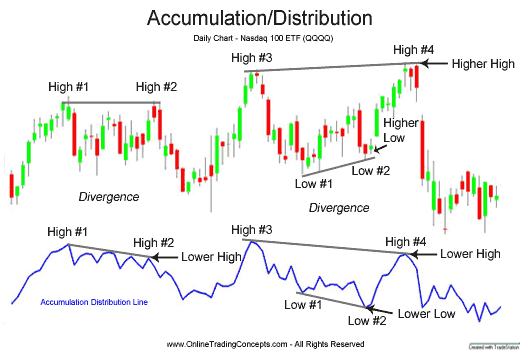 Accumulation/Distribution
Daily Chart - Nasdaq 100 ETF (QQQQ)
High #1
High #2
High #3
High #4
Higher High
Higher
Low
Low #1
Low #2
Divergence
Divergence
High #1
High #2
Lower High
High #3
High #4
Lower High
Accumulation Distribution Line
Low #1
Low #2
Lower Low
www.OnlineTradingConcepts.com - All Rights Reserved
Created with TradeStation